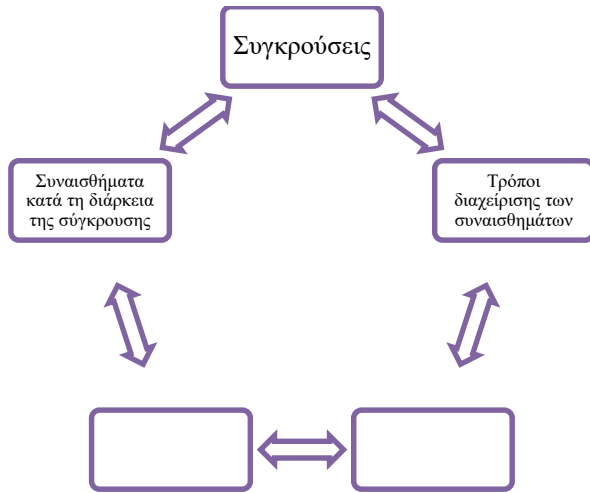 Συγκρούσεις
Συναισθήματα
κατά τη διάρκεια
της σύγκρουσης
Τρόποι
διαχείρισης των
συναισθημάτων